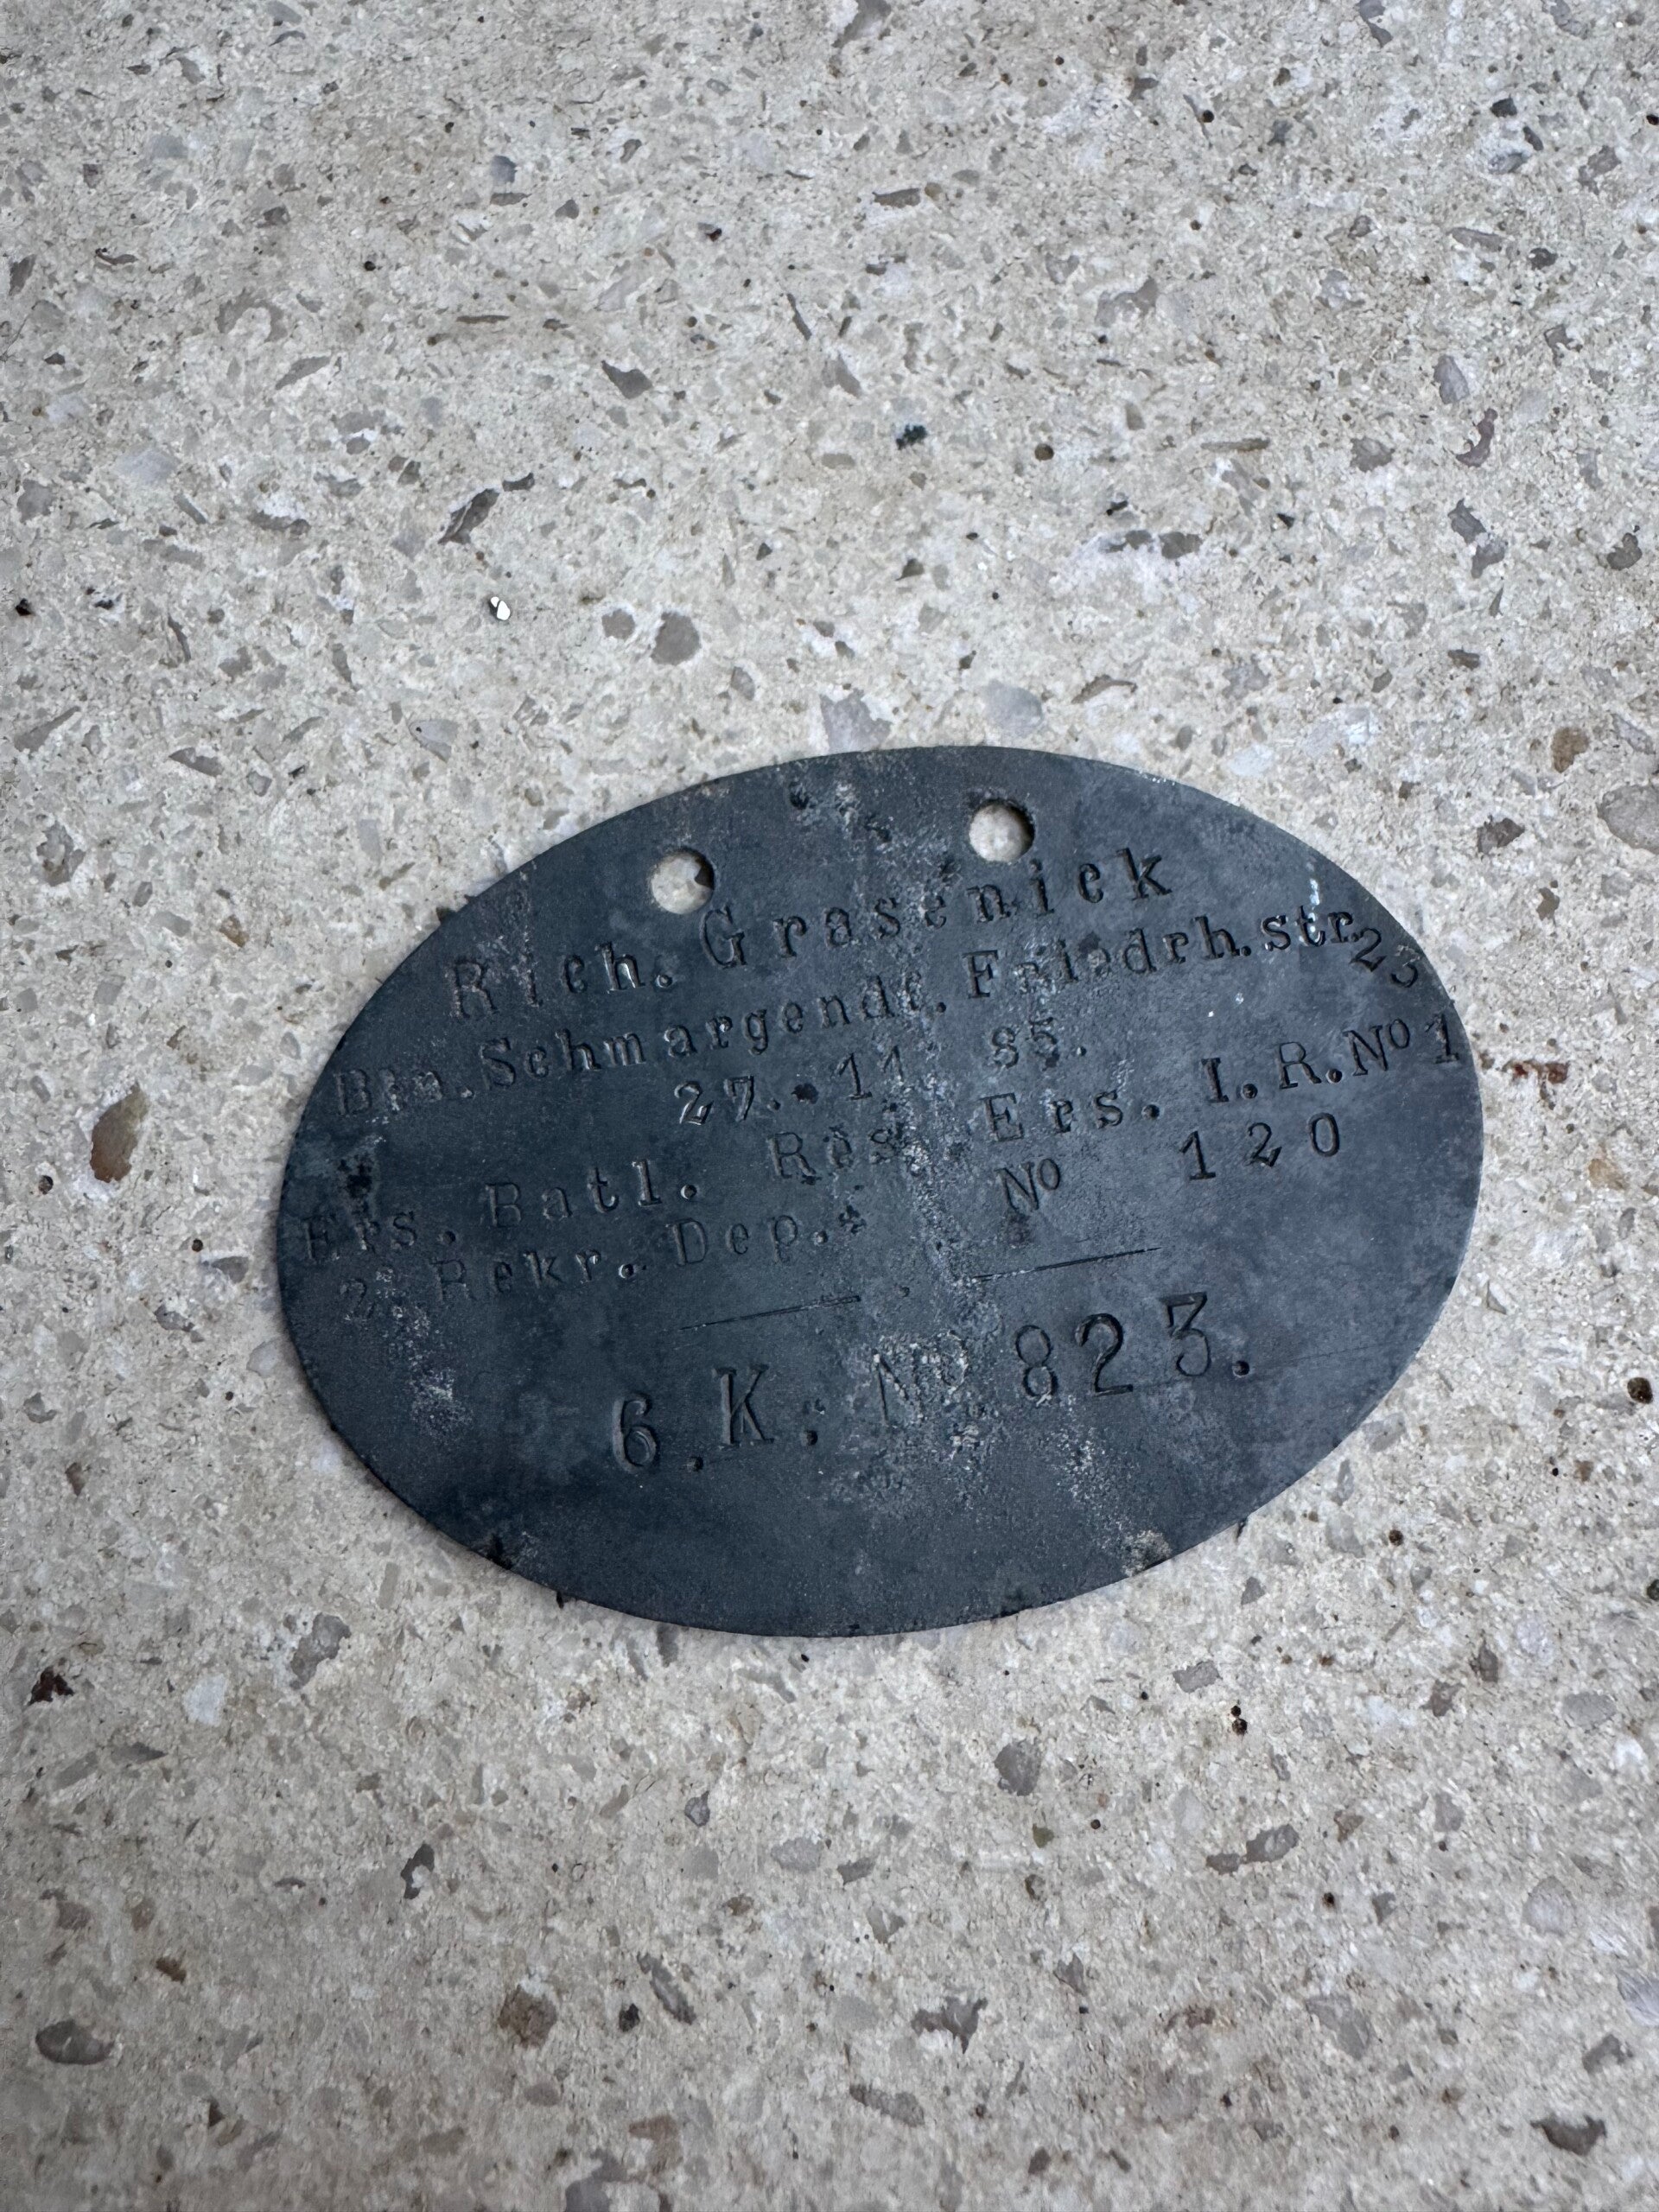 Rich. Grasenick
Bln. Schmargendf. Friedrh. str. 23
27. 11 85.
Ers. Batl. Res. Ers. I. R. No 1
2. Rekr. Dep. No 120
6. K. No 823.